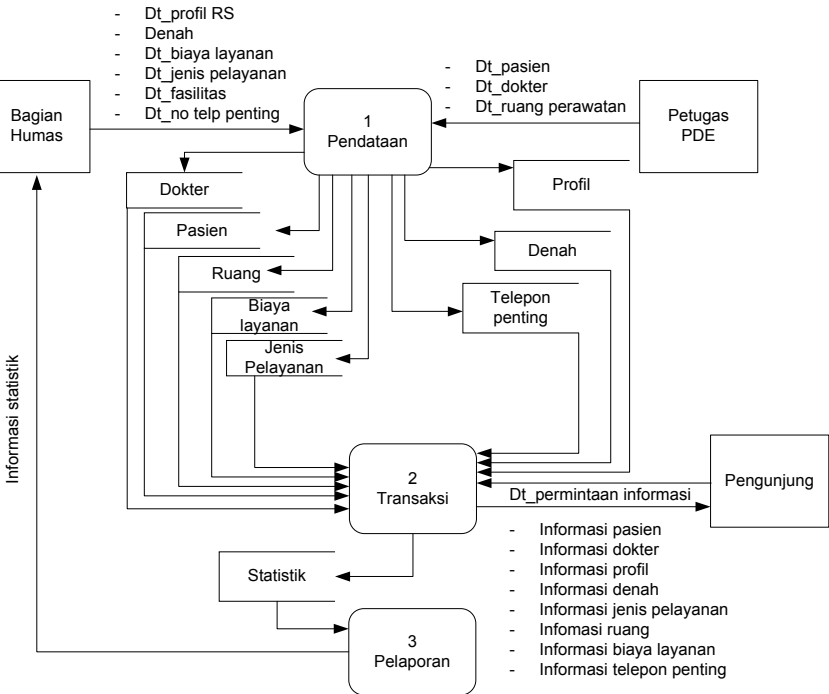 - Dt_profil RS
- Denah
- Dt_biaya layanan
- Dt_jenis pelayanan
- Dt_fasilitas
- Dt_no telp penting
- Dt_pasien
- Dt_dokter
- Dt_ruang perawatan
Bagian
Humas
1
Pendataan
Petugas
PDE
Dokter
Profil
Pasien
Denah
Ruang
Biaya
layanan
Telepon
penting
Jenis
Pelayanan
Informasi statistik
2
Transaksi
Pengunjung
Dt_permintaan informasi
- Informasi pasien
- Informasi dokter
- Informasi profil
- Informasi denah
- Informasi jenis pelayanan
- Infomasi ruang
- Informasi biaya layanan
- Informasi telepon penting
Statistik
3
Pelaporan